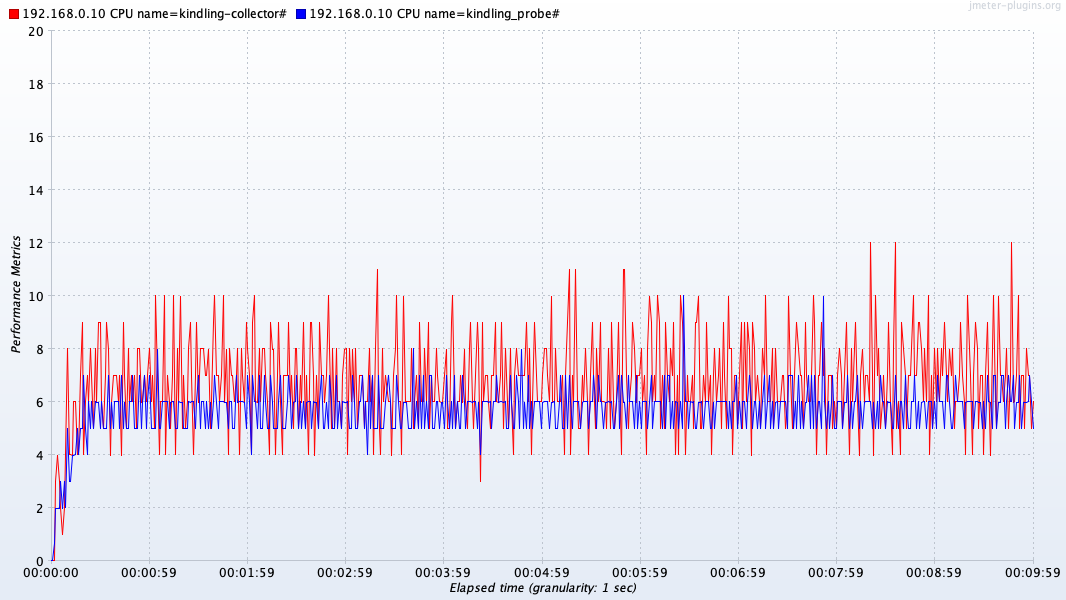 jmeter-plugins.org
192.168.0.10 CPU name=kindling-collector# 192.168.0.10 CPU name=kindling_probe#
20
18
16
14
12
10
8
6
4
2
0
Performance Metrics
00:00:00 00:00:59 00:01:59 00:02:59 00:03:59 00:04:59 00:05:59 00:06:59 00:07:59 00:08:59 00:09:59
Elapsed time (granularity: 1 sec)